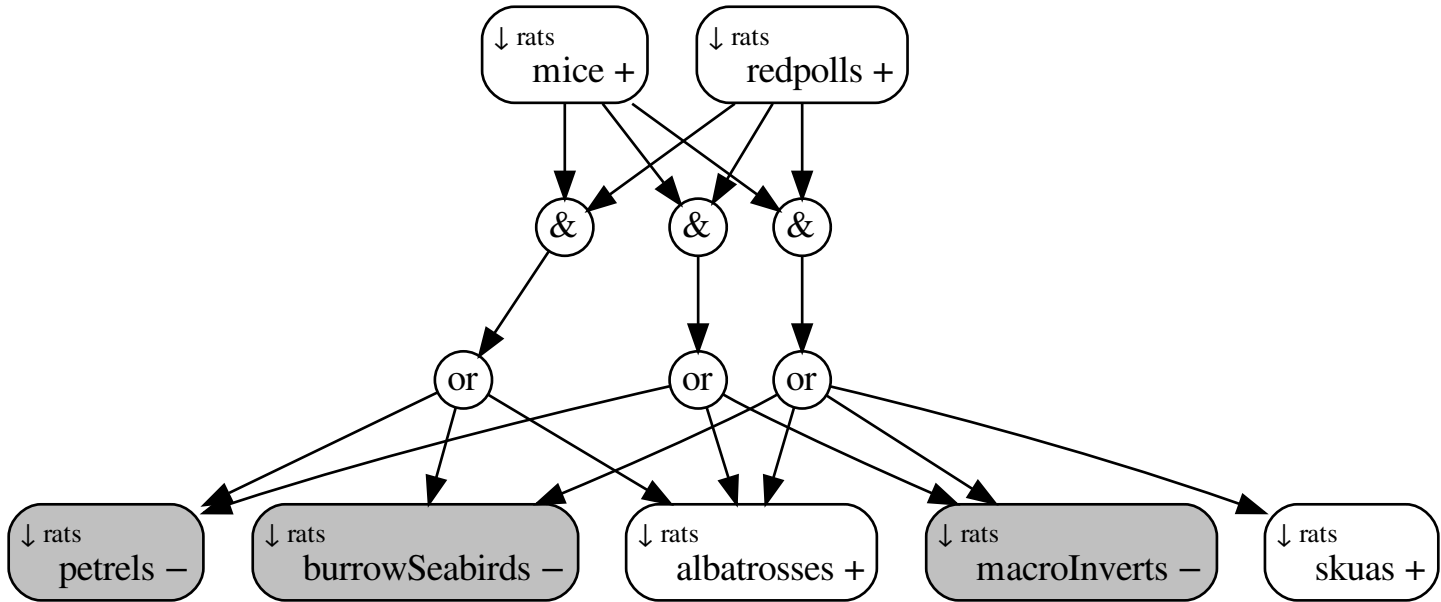 ↓ rats
mice +
↓ rats
redpolls +
&
&
&
or
or
or
↓ rats
petrels −
↓ rats
burrowSeabirds −
↓ rats
albatrosses +
↓ rats
macroInverts −
↓ rats
skuas +